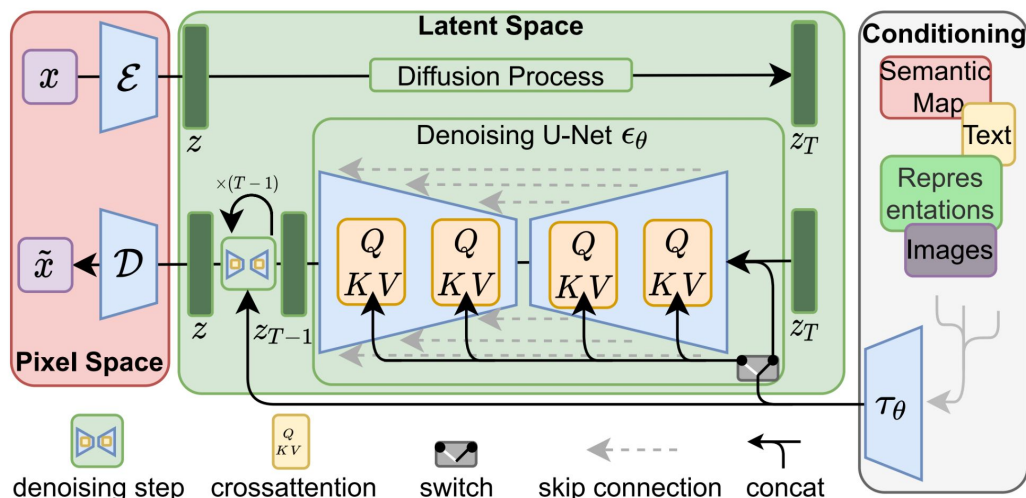 Latent Space
Conditioning
x
ℰ
z
Diffusion Process
z_T
Semantic
Map
Text
Denoising U-Net ϵ_θ
Repres
entations
Images
×(T−1)
x̃
𝒟
z
z_{T−1}
Q
KV
Q
KV
Q
KV
Q
KV
z_T
Pixel Space
τ_θ
Q
KV
denoising step
crossattention
switch
skip connection
concat